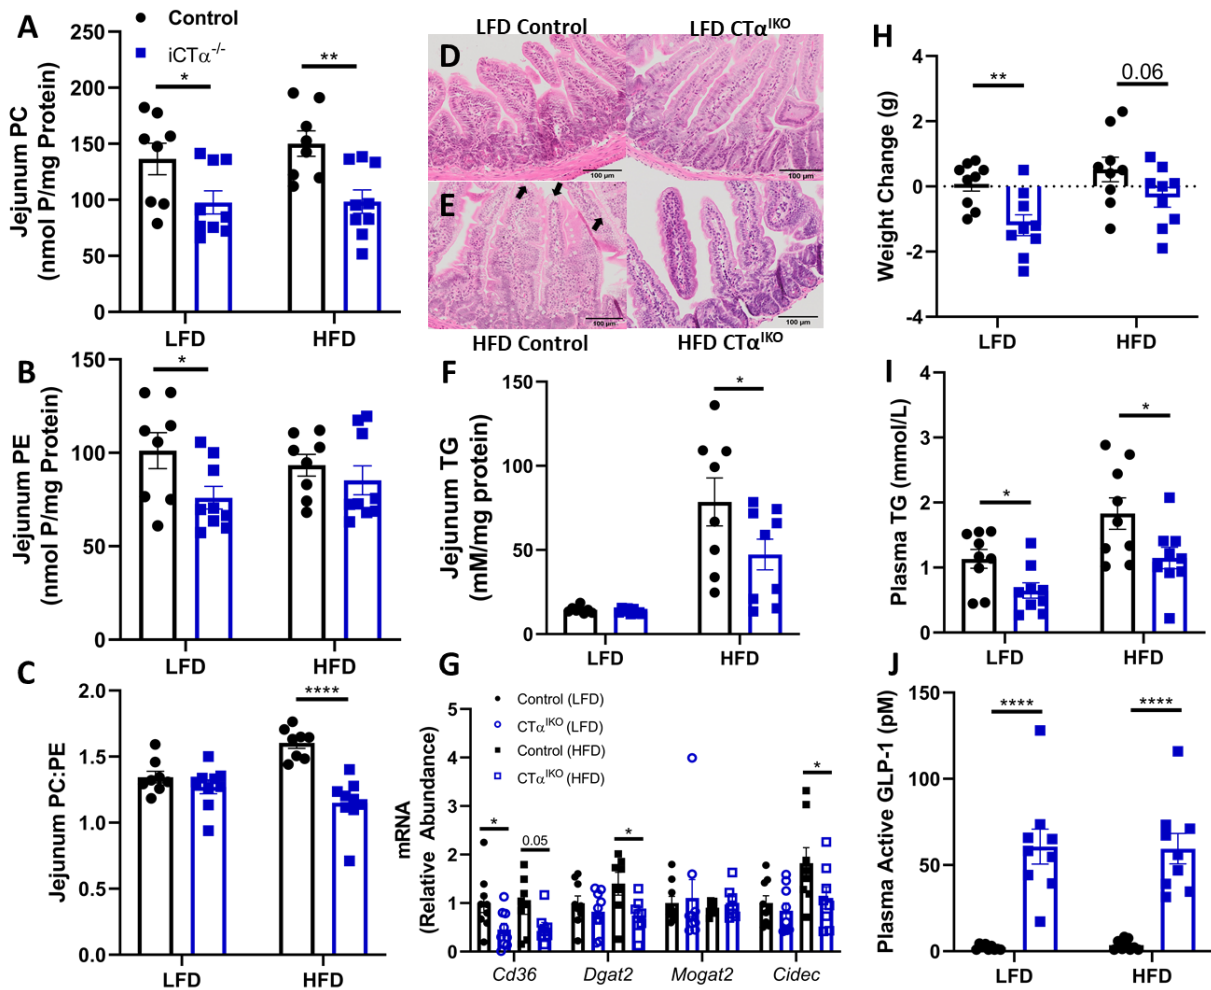 A
Control
iCTα-/-
Jejunum PC
(nmol P/mg Protein)
250
200
150
100
50
0
*
**
LFD
HFD
B
Jejunum PE
(nmol P/mg Protein)
150
100
50
0
*
LFD
HFD
C
Jejunum PC:PE
2.0
1.5
1.0
0.5
0.0
****
LFD
HFD
LFD Control
LFD CTαIKO
D
100 μm
100 μm
E
100 μm
100 μm
HFD Control
HFD CTαIKO
F
Jejunum TG
(mM/mg protein)
150
100
50
0
*
LFD
HFD
G
Control (LFD)
CTαIKO (LFD)
Control (HFD)
CTαIKO (HFD)
mRNA
(Relative Abundance)
5
4
3
2
1
0
*
0.05
*
*
Cd36
Dgat2
Mogat2
Cidec
H
Weight Change (g)
4
2
0
-2
-4
**
0.06
LFD
HFD
I
Plasma TG (mmol/L)
4
3
2
1
0
*
*
LFD
HFD
J
Plasma Active GLP-1 (pM)
150
100
50
0
****
****
LFD
HFD